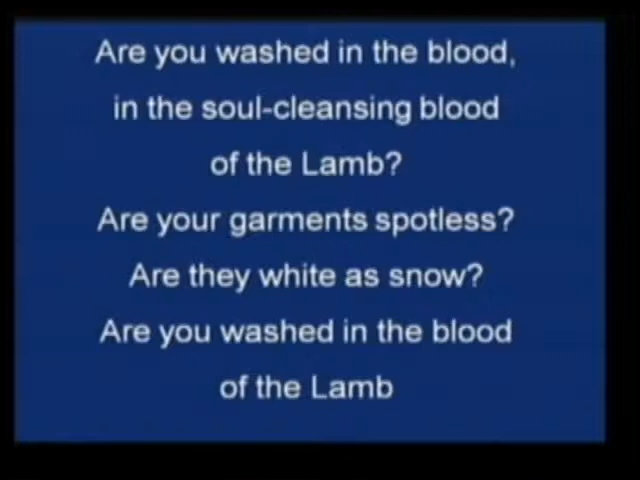 Are you washed in the blood,
in the soul-cleansing blood
of the Lamb?
Are your garments spotless?
Are they white as snow?
Are you washed in the blood
of the Lamb